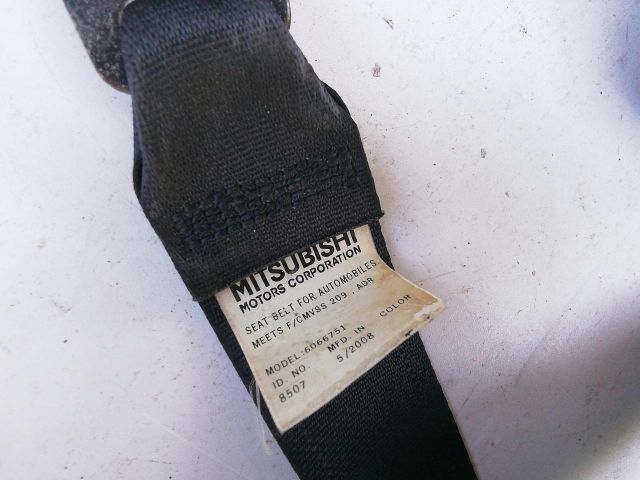 MITSUBISHI
MOTORS CORPORATION
SEAT BELT FOR AUTOMOBILES
MEETS F/CMVSS 209 . ADR
MODEL:6066751
ID. NO. MFD. IN COLOR
8507 5/2008